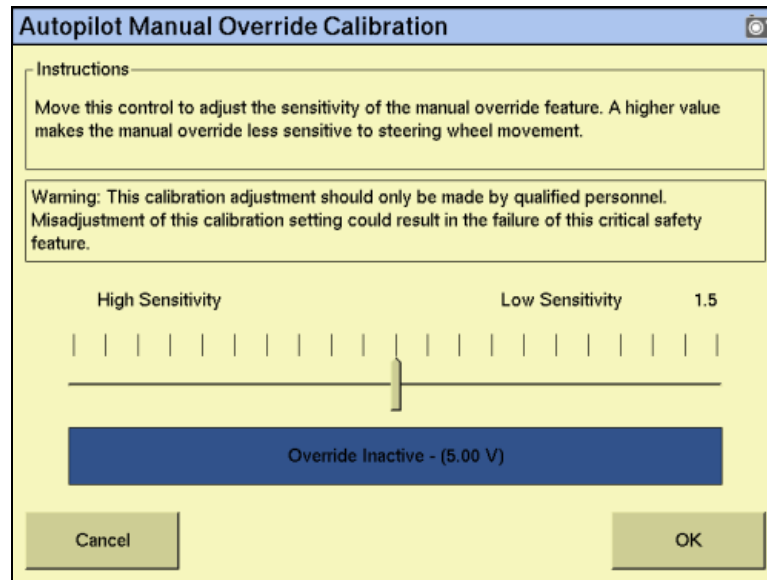 Autopilot Manual Override Calibration
Instructions
Move this control to adjust the sensitivity of the manual override feature. A higher value
makes the manual override less sensitive to steering wheel movement.
Warning: This calibration adjustment should only be made by qualified personnel.
Misadjustment of this calibration setting could result in the failure of this critical safety
feature.
High Sensitivity Low Sensitivity 1.5
Override Inactive - (5.00 V)
Cancel OK